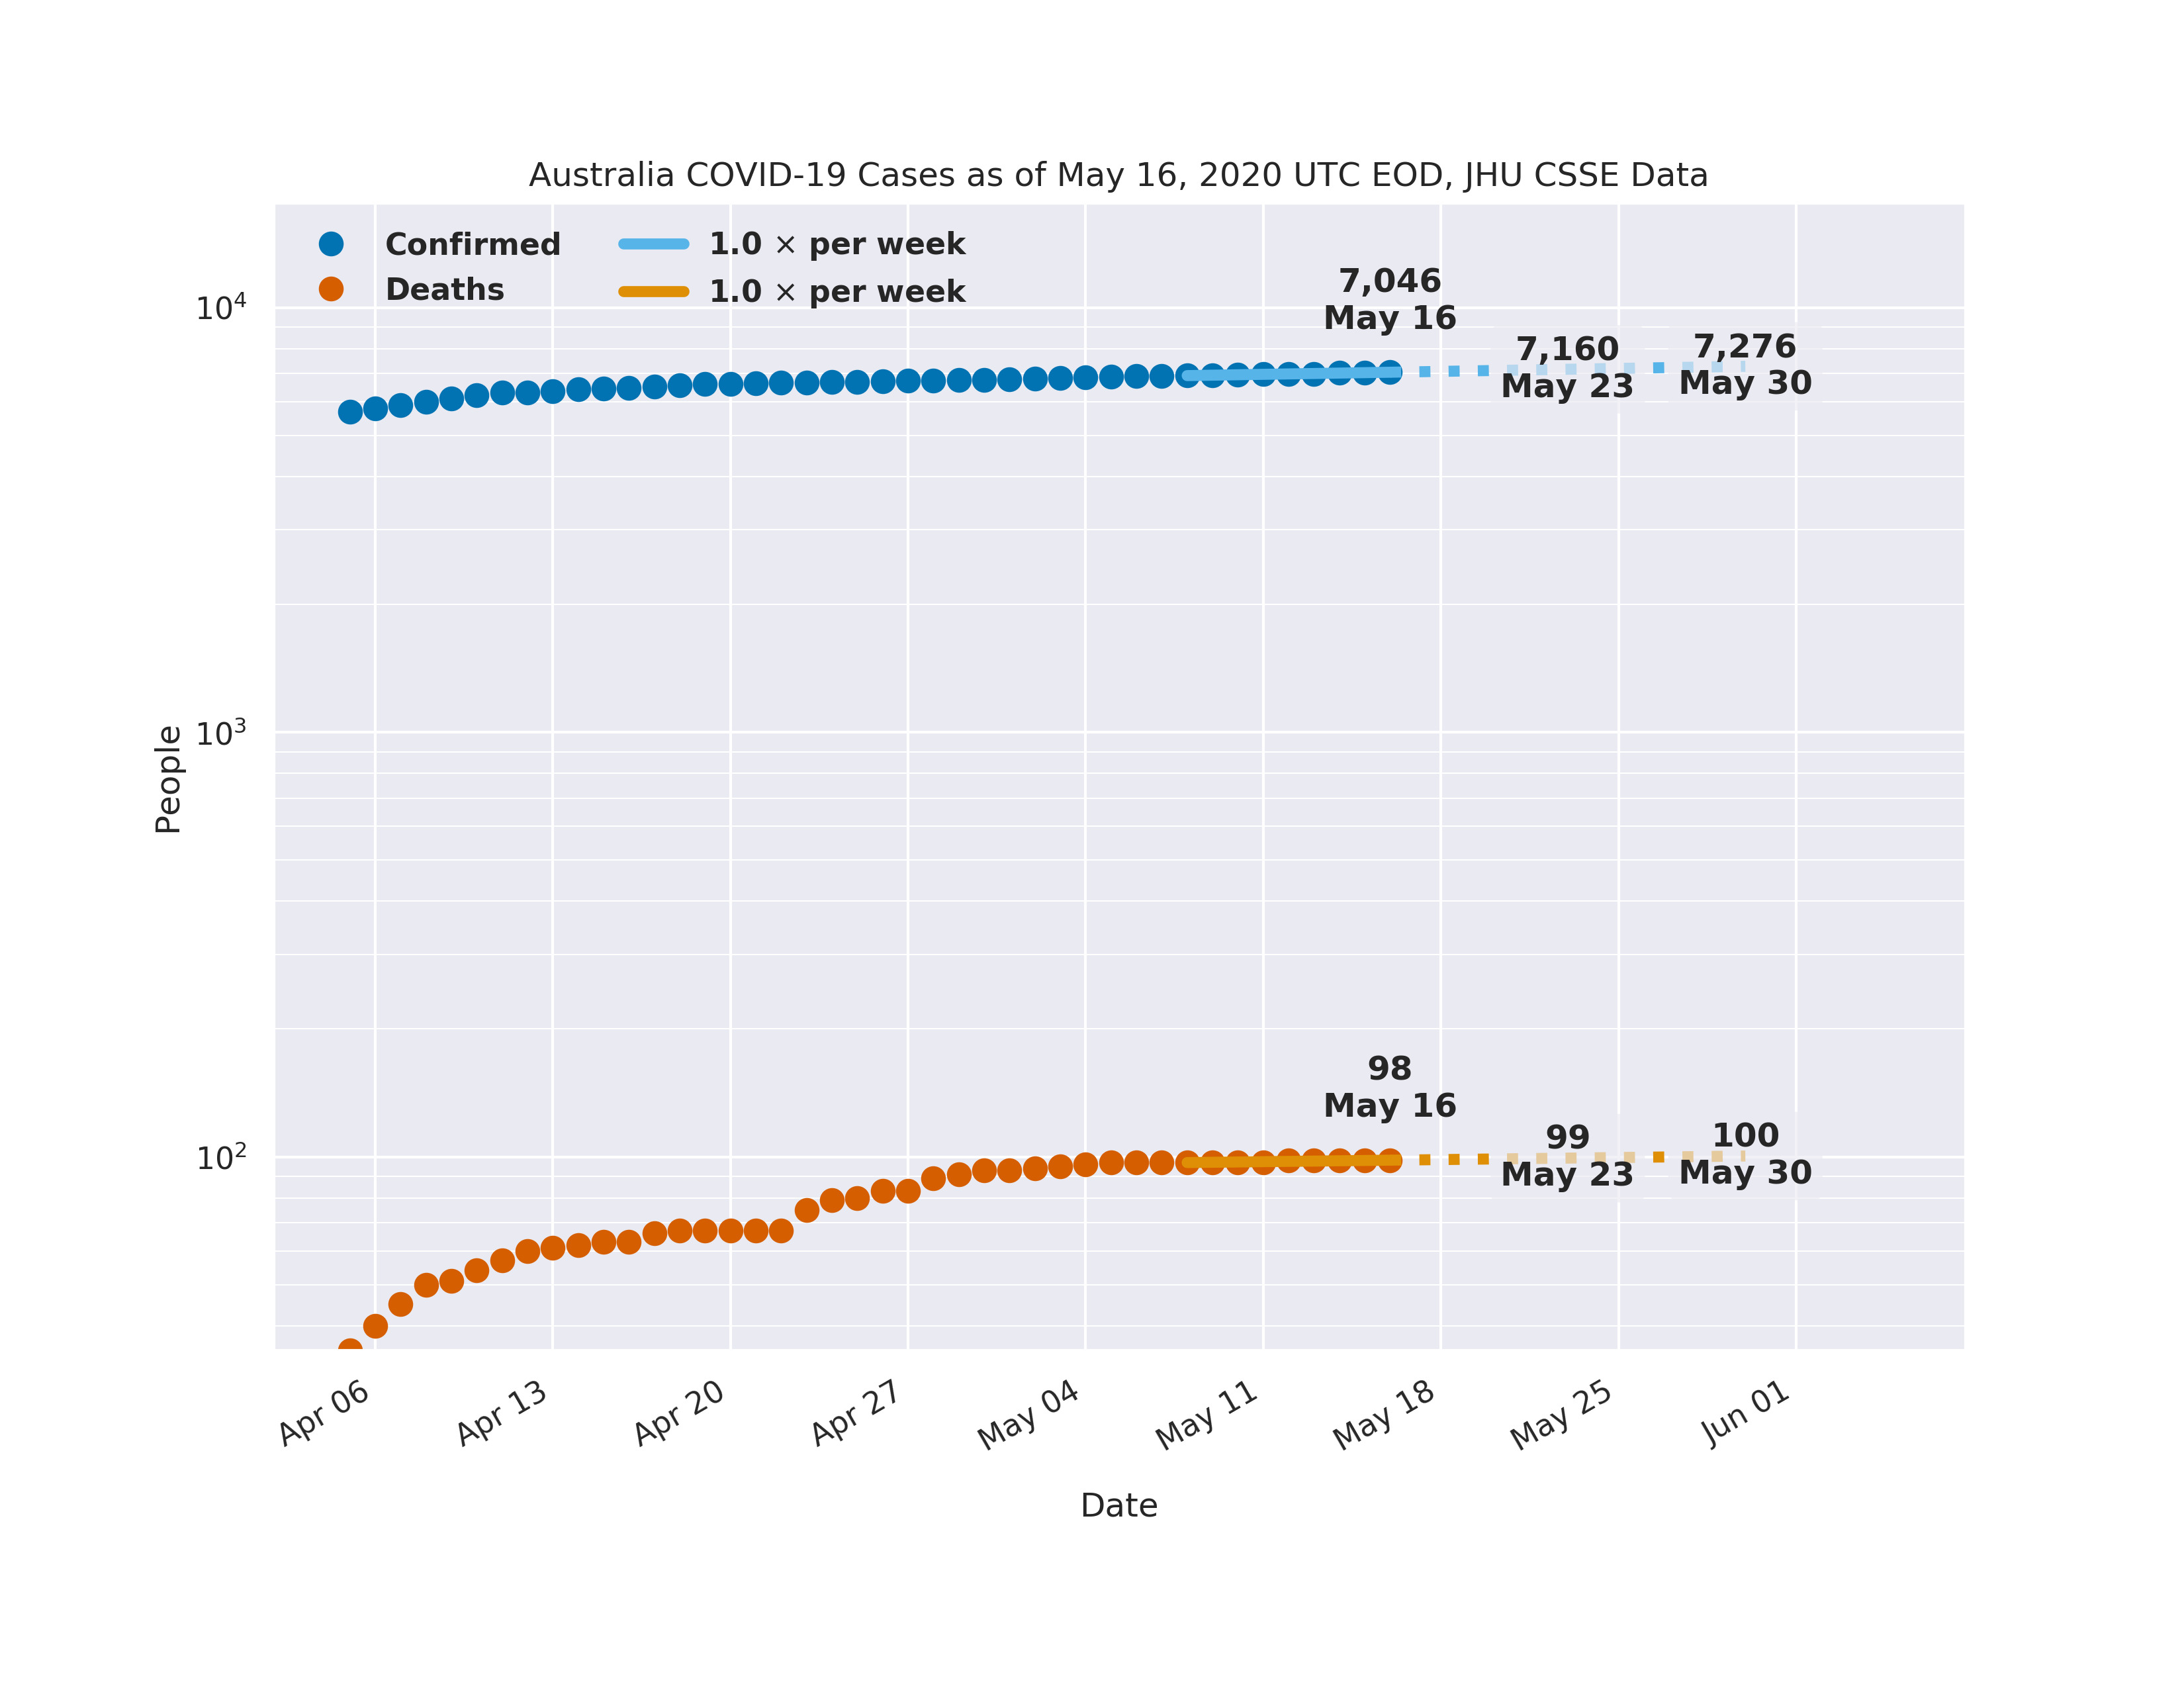 Australia COVID-19 Cases as of May 16, 2020 UTC EOD, JHU CSSE Data
Confirmed
Deaths
1.0 × per week
1.0 × per week
7,046
May 16
7,160
May 23
7,276
May 30
98
May 16
99
May 23
100
May 30
10⁴
10³
10²
People
Apr 06
Apr 13
Apr 20
Apr 27
May 04
May 11
May 18
May 25
Jun 01
Date